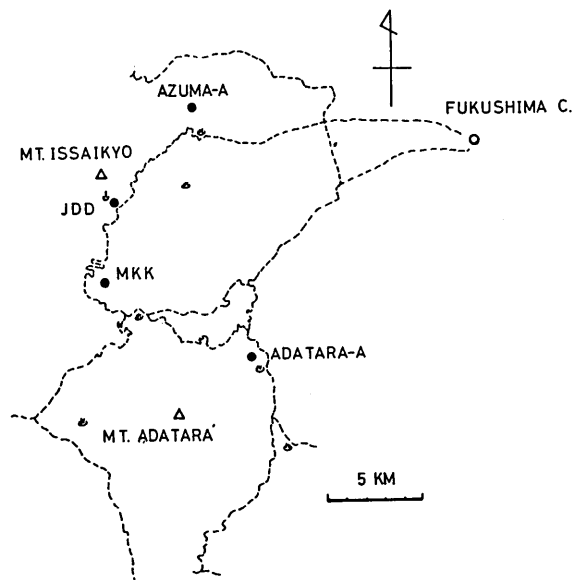 AZUMA-A
FUKUSHIMA C.
MT. ISSAIKYO
JDD
MKK
ADATARA-A
MT. ADATARA
5 KM